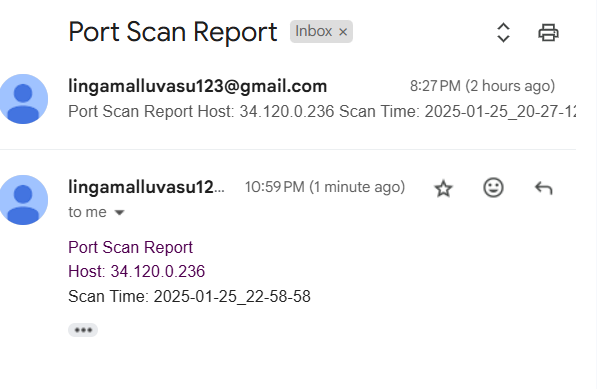 Port Scan Report Inbox ×
lingamalluvasu123@gmail.com 8:27 PM (2 hours ago)
Port Scan Report Host: 34.120.0.236 Scan Time: 2025-01-25_20-27-12
lingamalluvasu12... 10:59 PM (1 minute ago)
to me
Port Scan Report
Host: 34.120.0.236
Scan Time: 2025-01-25_22-58-58